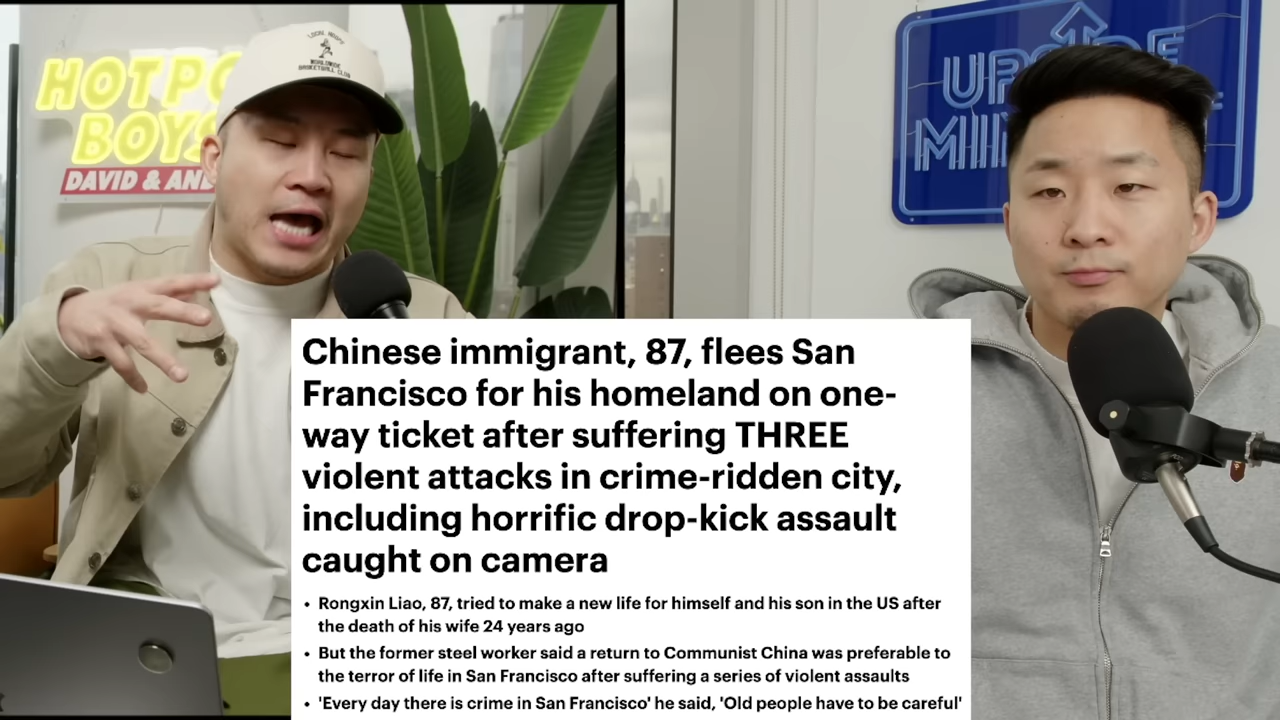 HOTPO
BOYS
DAVID & AN
LOCAL HOOPY
WORLDWIDE
BASKETBALL CLUB
UPSIDE
MIN
Chinese immigrant, 87, flees San
Francisco for his homeland on one-
way ticket after suffering THREE
violent attacks in crime-ridden city,
including horrific drop-kick assault
caught on camera
• Rongxin Liao, 87, tried to make a new life for himself and his son in the US after
the death of his wife 24 years ago
• But the former steel worker said a return to Communist China was preferable to
the terror of life in San Francisco after suffering a series of violent assaults
• 'Every day there is crime in San Francisco' he said, 'Old people have to be careful'